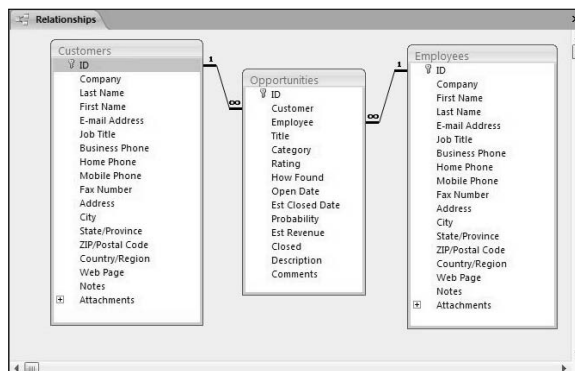 Relationships
Customers
ID
Company
Last Name
First Name
E-mail Address
Job Title
Business Phone
Home Phone
Mobile Phone
Fax Number
Address
City
State/Province
ZIP/Postal Code
Country/Region
Web Page
Notes
Attachments
1
∞
Opportunities
ID
Customer
Employee
Title
Category
Rating
How Found
Open Date
Est Closed Date
Probability
Est Revenue
Closed
Description
Comments
1
∞
Employees
ID
Company
First Name
Last Name
E-mail Address
Job Title
Business Phone
Home Phone
Mobile Phone
Fax Number
Address
City
State/Province
ZIP/Postal Code
Country/Region
Web Page
Notes
Attachments